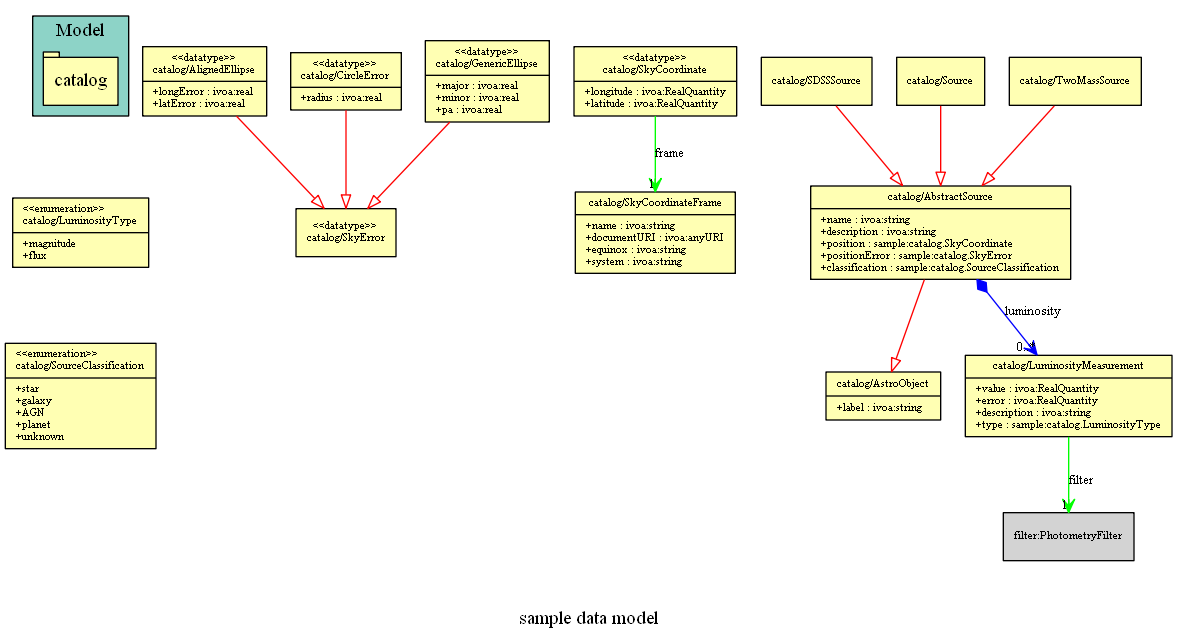 Model
catalog
<<datatype>>
catalog/AlignedEllipse
+longError : ivoa:real
+latError : ivoa:real
<<datatype>>
catalog/CircleError
+radius : ivoa:real
<<datatype>>
catalog/GenericEllipse
+major : ivoa:real
+minor : ivoa:real
+pa : ivoa:real
<<datatype>>
catalog/SkyCoordinate
+longitude : ivoa:RealQuantity
+latitude : ivoa:RealQuantity
catalog/SDSSSource
catalog/Source
catalog/TwoMassSource
frame
1
<<enumeration>>
catalog/LuminosityType
+magnitude
+flux
<<datatype>>
catalog/SkyError
catalog/SkyCoordinateFrame
+name : ivoa:string
+documentURI : ivoa:anyURI
+equinox : ivoa:string
+system : ivoa:string
catalog/AbstractSource
+name : ivoa:string
+description : ivoa:string
+position : sample:catalog.SkyCoordinate
+positionError : sample:catalog.SkyError
+classification : sample:catalog.SourceClassification
luminosity
<<enumeration>>
catalog/SourceClassification
+star
+galaxy
+AGN
+planet
+unknown
catalog/AstroObject
+label : ivoa:string
catalog/LuminosityMeasurement
+value : ivoa:RealQuantity
+error : ivoa:RealQuantity
+description : ivoa:string
+type : sample:catalog.LuminosityType
filter
1
filter:PhotometryFilter
sample data model